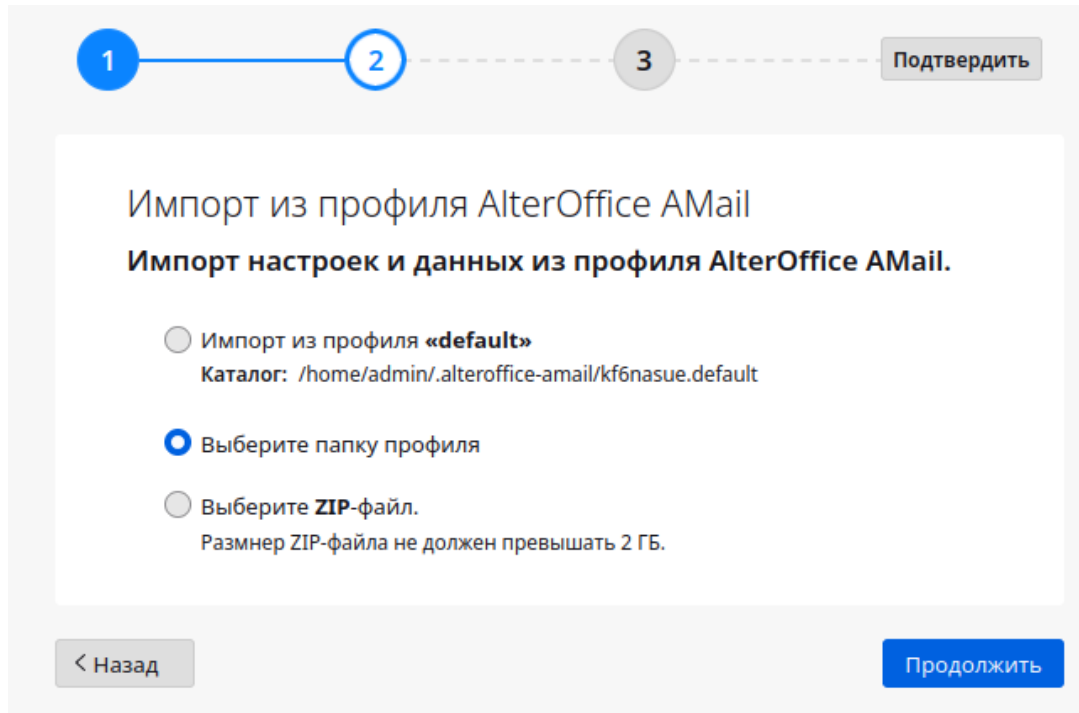 1 2 3 Подтвердить
Импорт из профиля AlterOffice AMail
Импорт настроек и данных из профиля AlterOffice AMail.
Импорт из профиля «default»
Каталог: /home/admin/.alteroffice-amail/kf6nasue.default
Выберите папку профиля
Выберите ZIP-файл.
Размнер ZIP-файла не должен превышать 2 ГБ.
Назад Продолжить